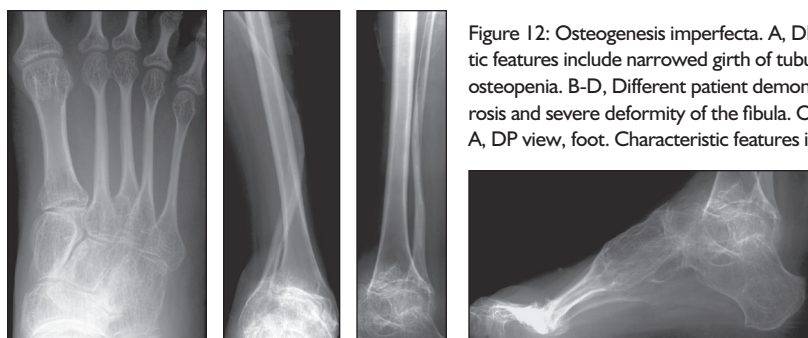 Figure 12: Osteogenesis imperfecta. A, D
tic features include narrowed girth of tubu
osteopenia. B-D, Different patient demon
rosis and severe deformity of the fibula. C
A, DP view, foot. Characteristic features i